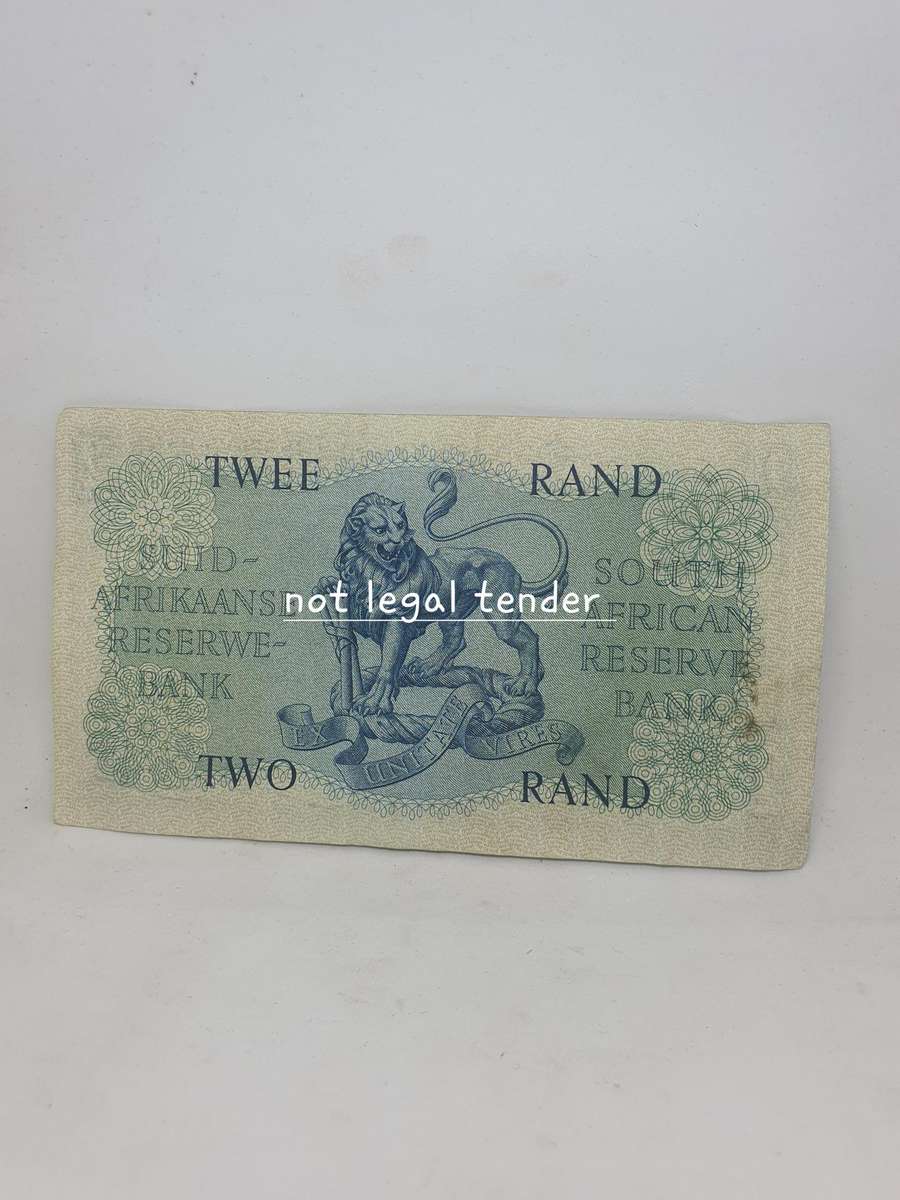 TWEE RAND
SUID-
AFRIKAANSE
RESERWE-
BANK
SOUTH
AFRICAN
RESERVE
BANK
not legal tender
EX UNITATE VIRES
TWO RAND